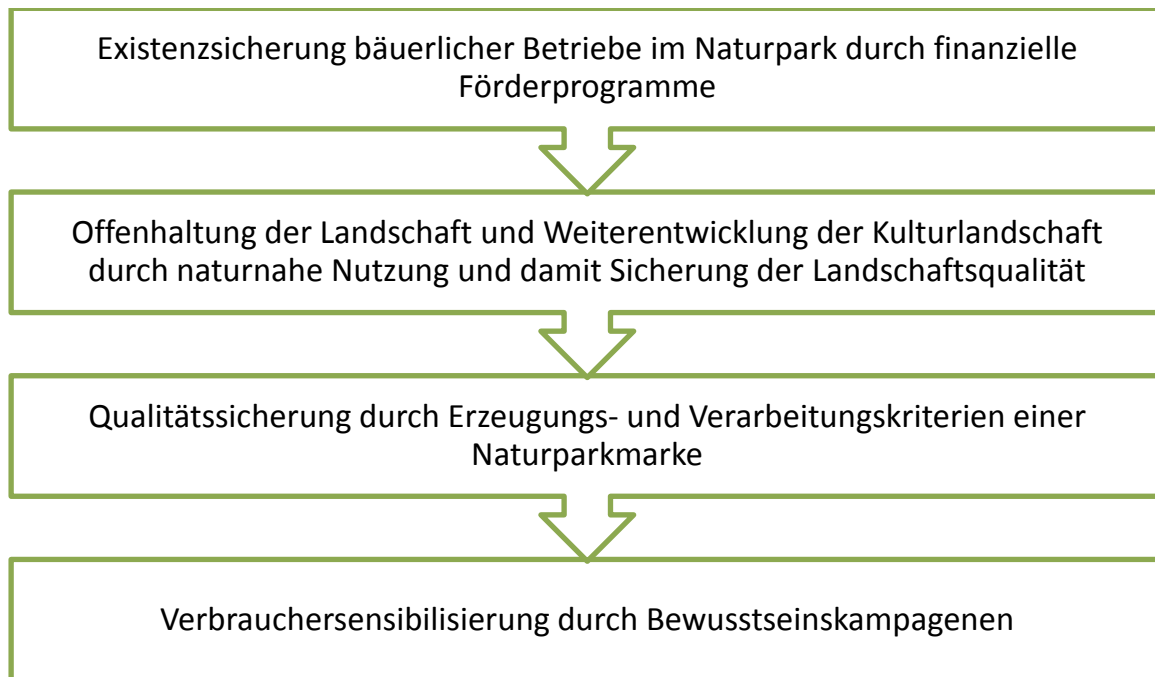 Existenzsicherung bäuerlicher Betriebe im Naturpark durch finanzielle
Förderprogramme
Offenhaltung der Landschaft und Weiterentwicklung der Kulturlandschaft
durch naturnahe Nutzung und damit Sicherung der Landschaftsqualität
Qualitätssicherung durch Erzeugungs- und Verarbeitungskriterien einer
Naturparkmarke
Verbrauchersensibilisierung durch Bewusstseinskampagenen